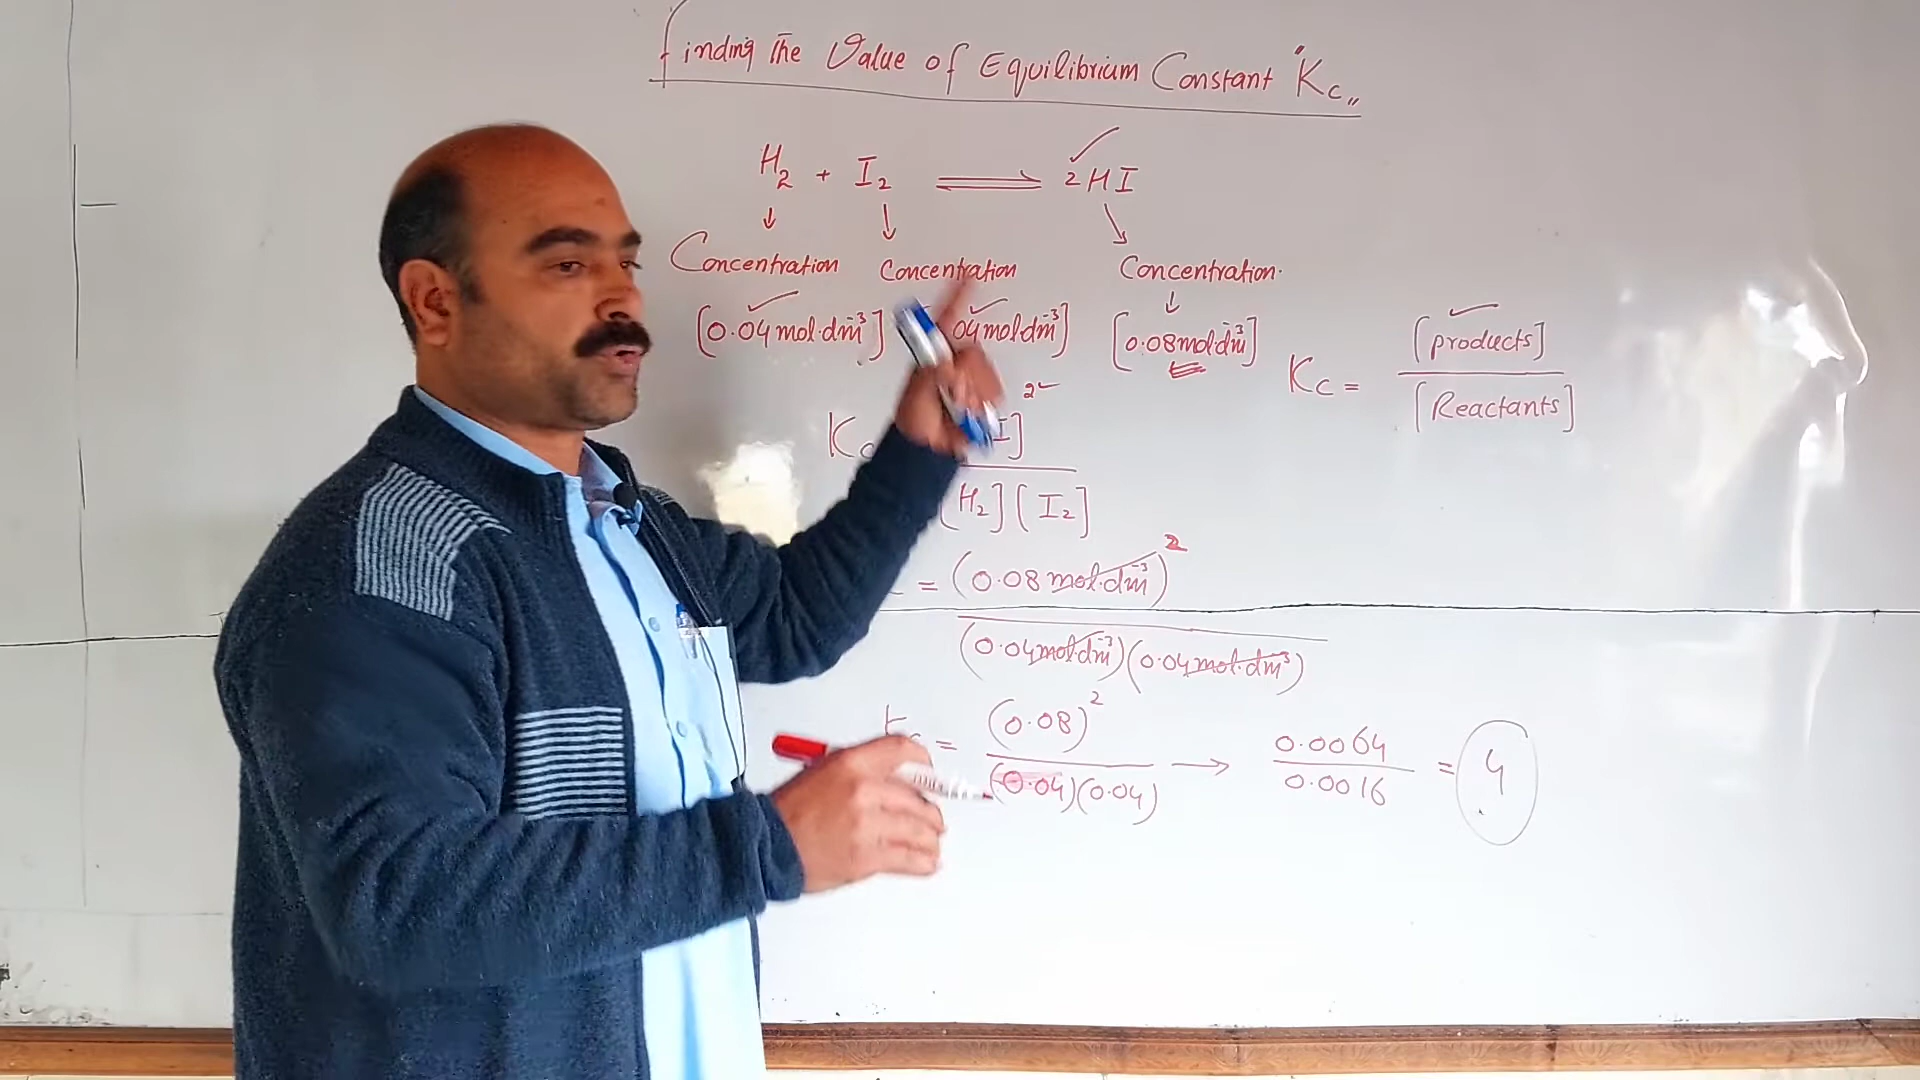 Finding The Value of Equilibrium Constant "Kc"
H₂ + I₂ ⇌ 2HI
Concentration Concentration Concentration.
[0.04 mol.dm⁻³] 04 mol dm⁻³] [0.08 mol.dm⁻³]
Kc = [products] / [Reactants]
Kc I]²
H₂] [I₂]
= (0.08 mol.dm⁻³)²
(0.04 mol.dm⁻³)(0.04 mol.dm⁻³)
= (0.08)² / (0.04)(0.04) → 0.0064 / 0.0016 = 4